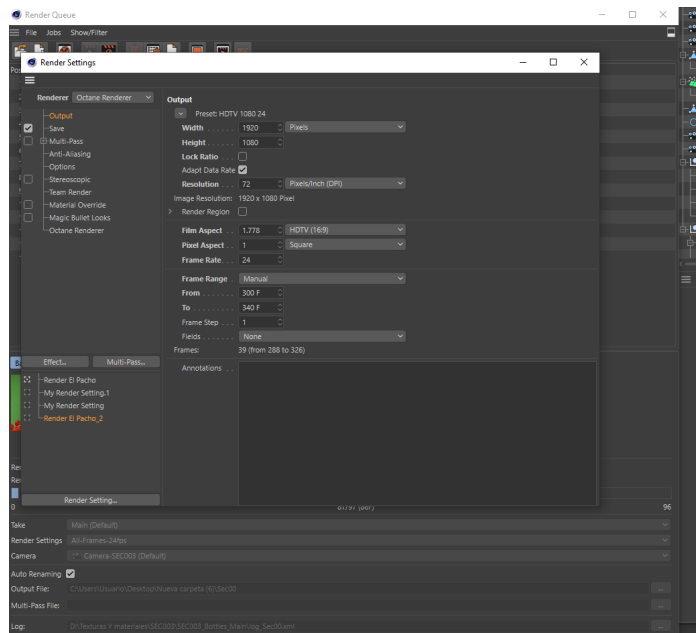 Render Queue
File Jobs Show/Filter
Render Settings
Renderer Octane Renderer
Output
Save
Multi-Pass
Anti-Aliasing
Options
Stereoscopic
Team Render
Material Override
Magic Bullet Looks
Octane Renderer
Effect... Multi-Pass...
Render El Pacho
My Render Setting.1
My Render Setting
Render El Pacho_2
Render Setting...
Output
Preset: HDTV 1080 24
Width 1920 Pixels
Height 1080
Lock Ratio
Adapt Data Rate
Resolution 72 Pixels/Inch (DPI)
Image Resolution: 1920 x 1080 Pixel
Render Region
Film Aspect 1.778 HDTV (16:9)
Pixel Aspect 1 Square
Frame Rate 24
Frame Range Manual
From 300 F
To 340 F
Frame Step 1
Fields None
Frames: 39 (from 288 to 326)
Annotations
0 96
Take Main (Default)
Render Settings All-Frames-24fps
Camera Camera-SEC003 (Default)
Auto Renaming
Output File: C:\Users\Usuario\Desktop\Nueva carpeta (E)\Sec00
Multi-Pass File:
Log: D:\Texturas Y materiales\SEC003\SEC003_Bottles_Main\log_Sec00.xml